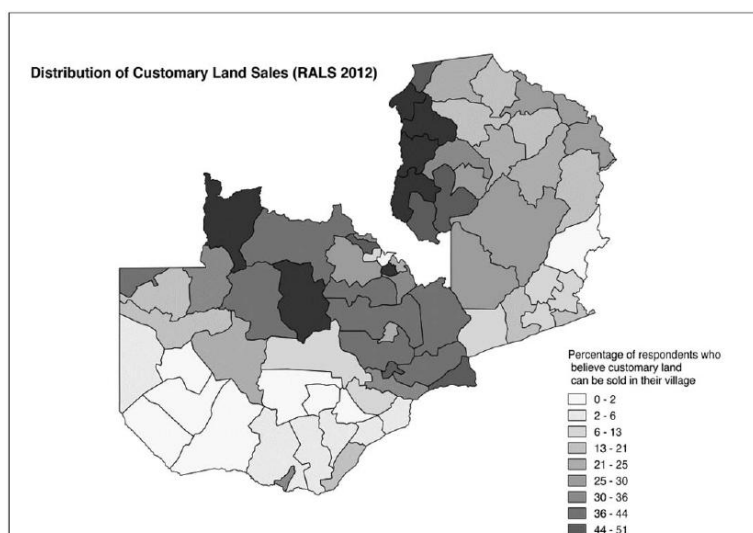 Distribution of Customary Land Sales (RALS 2012)
Percentage of respondents who
believe customary land
can be sold in their village
0 - 2
2 - 6
6 - 13
13 - 21
21 - 25
25 - 30
30 - 36
36 - 44
44 - 51